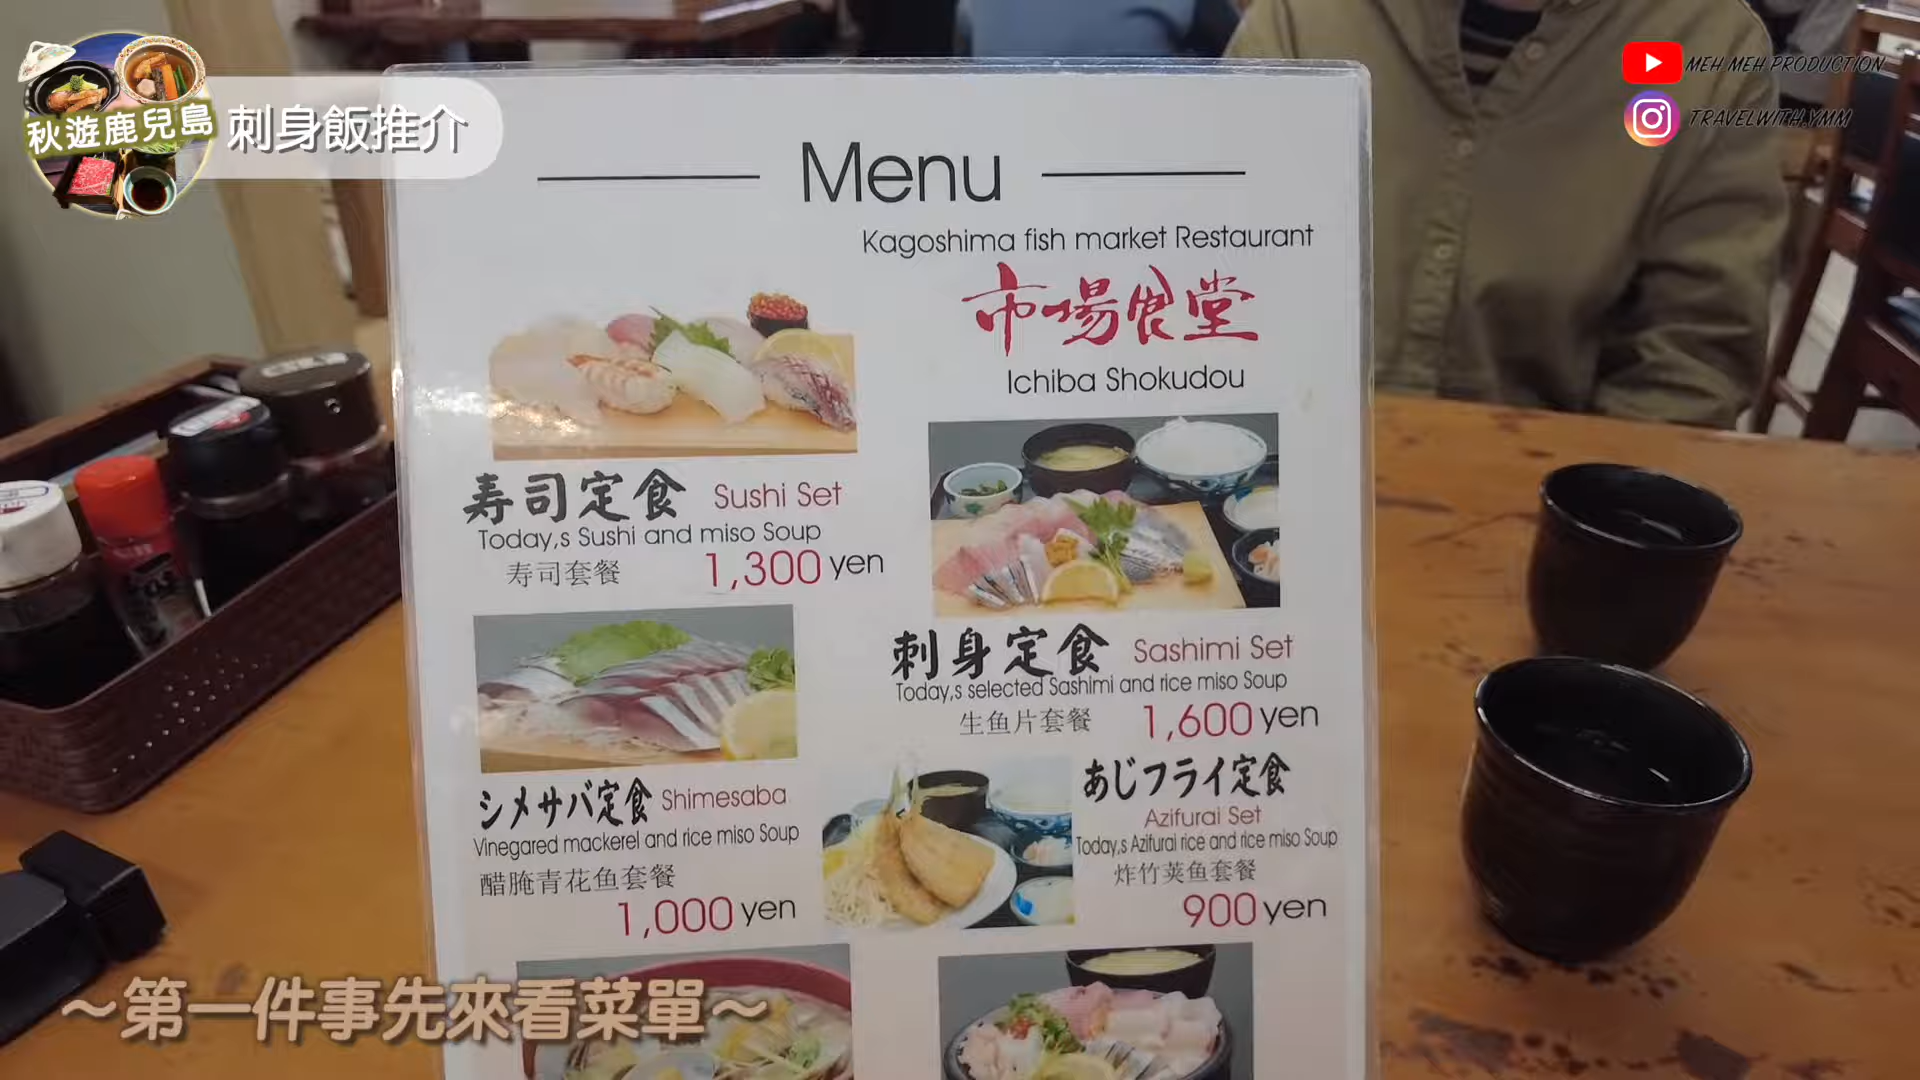 秋遊鹿兒島
刺身飯推介
MEH MEH PRODUCTION
TRAVELWITH.YMM
Menu
Kagoshima fish market Restaurant
市場食堂
Ichiba Shokudou
寿司定食 Sushi Set
Today,s Sushi and miso Soup
寿司套餐 1,300 yen
刺身定食 Sashimi Set
Today,s selected Sashimi and rice miso Soup
生鱼片套餐 1,600 yen
シメサバ定食 Shimesaba
Vinegared mackerel and rice miso Soup
醋腌青花鱼套餐
1,000 yen
あじフライ定食
Azifurai Set
Today,s Azifurai rice and rice miso Soup
炸竹荚鱼套餐
900 yen
～第一件事先來看菜單～